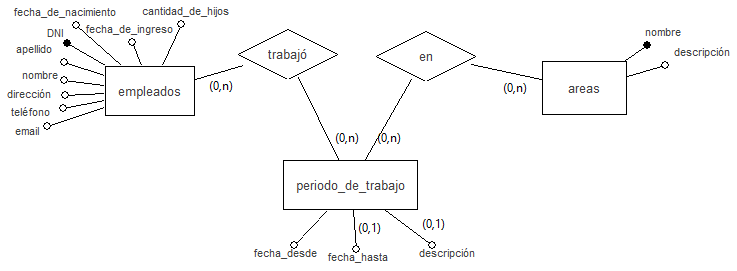 fecha_de_nacimiento
cantidad_de_hijos
DNI
fecha_de_ingreso
apellido
nombre
dirección
teléfono
email
empleados
(0,n)
trabajó
(0,n)
en
(0,n)
(0,n)
nombre
descripción
areas
periodo_de_trabajo
fecha_desde
(0,1)
fecha_hasta
(0,1)
descripción